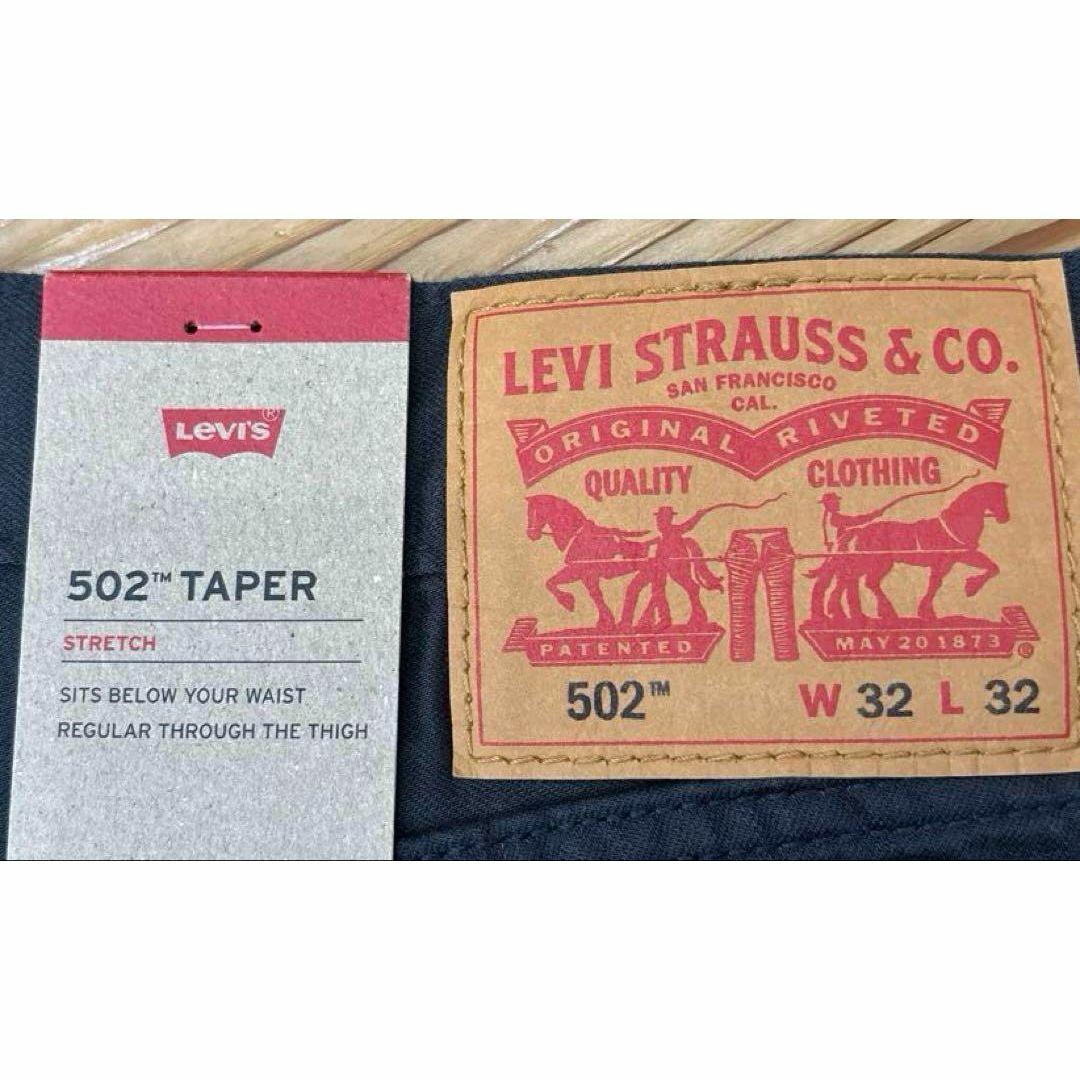 LEVI'S®
502™ TAPER
STRETCH
SITS BELOW YOUR WAIST
REGULAR THROUGH THE THIGH
LEVI STRAUSS & CO.
SAN FRANCISCO
CAL.
ORIGINAL RIVETED
QUALITY CLOTHING
PATENTED MAY 20 1873 ®
502™ W 32 L 32